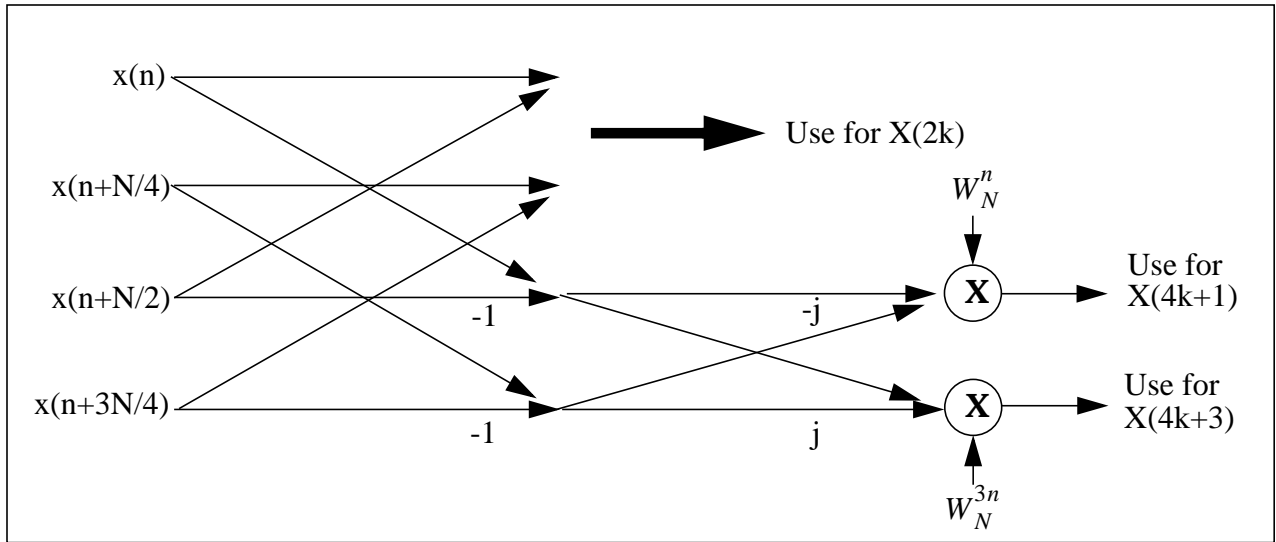 x(n)
Use for X(2k)
x(n+N/4)
W_N^n
x(n+N/2)
-1
-j
X
Use for
X(4k+1)
x(n+3N/4)
-1
j
X
Use for
X(4k+3)
W_N^{3n}